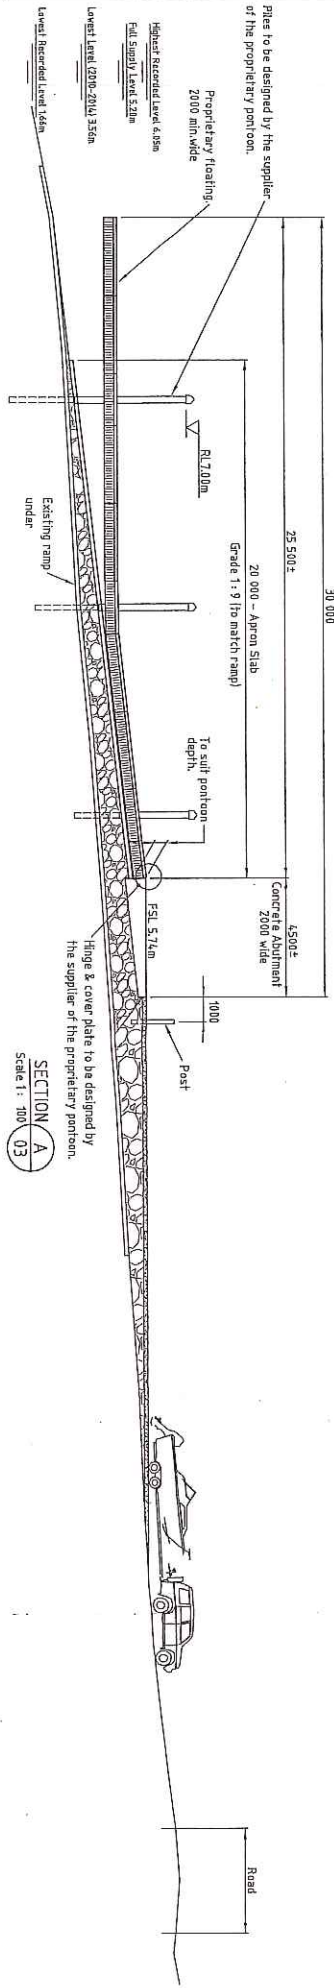 30 000
25 500±
4500±
Concrete Abutment
2000 wide
20 000 - Apron Slab
Grade 1: 9 (to match ramp)
1000
Piles to be designed by the supplier
of the proprietary pontoon.
Proprietary floating.
2000 min.wide
RL7.00m
To suit pontoon
depth.
FSL 5.74m
Post
Road
Highest Recorded Level 6.05m
Full Supply Level 5.20m
Lowest Level (2010-2014) 3.56m
Lowest Recorded Level 1.66m
Existing ramp
under
Hinge & cover plate to be designed by
the supplier of the proprietary pontoon.
SECTION A
Scale 1: 100 03